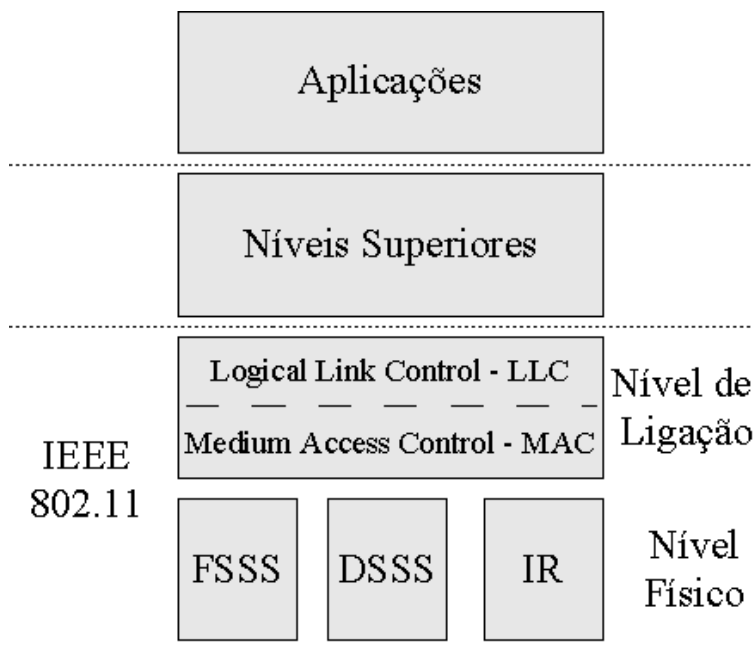 Aplicações
Níveis Superiores
Logical Link Control - LLC
Medium Access Control - MAC
Nível de
Ligação
IEEE
802.11
FSSS
DSSS
IR
Nível
Físico